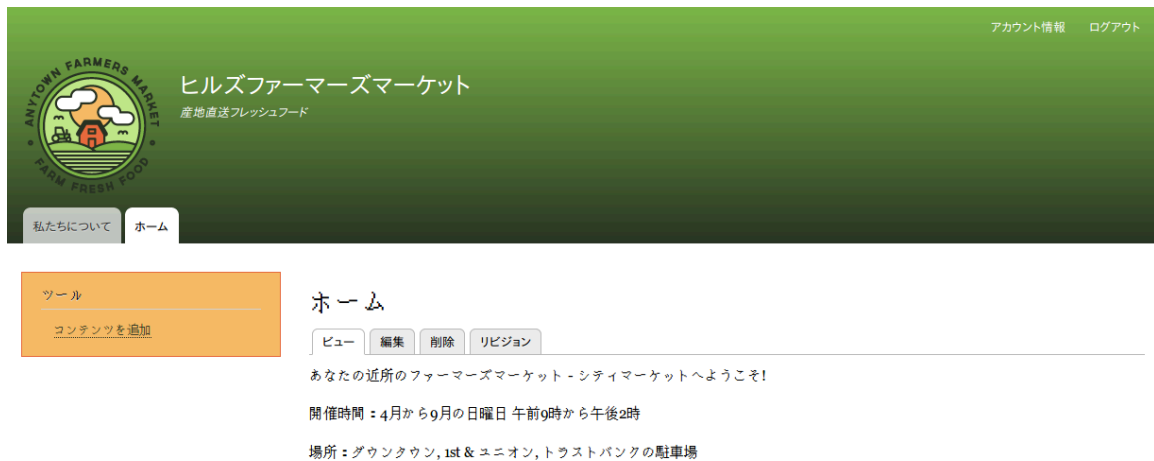 アカウント情報 ログアウト
ANYTOWN FARMERS MARKET
FARM FRESH FOOD
ヒルズファーマーズマーケット
産地直送フレッシュフード
私たちについて ホーム
ツール
コンテンツを追加
ホーム
ビュー 編集 削除 リビジョン
あなたの近所のファーマーズマーケット - シティマーケットへようこそ!
開催時間：4月から9月の日曜日 午前9時から午後2時
場所：ダウンタウン, 1st & ユニオン, トラストバンクの駐車場